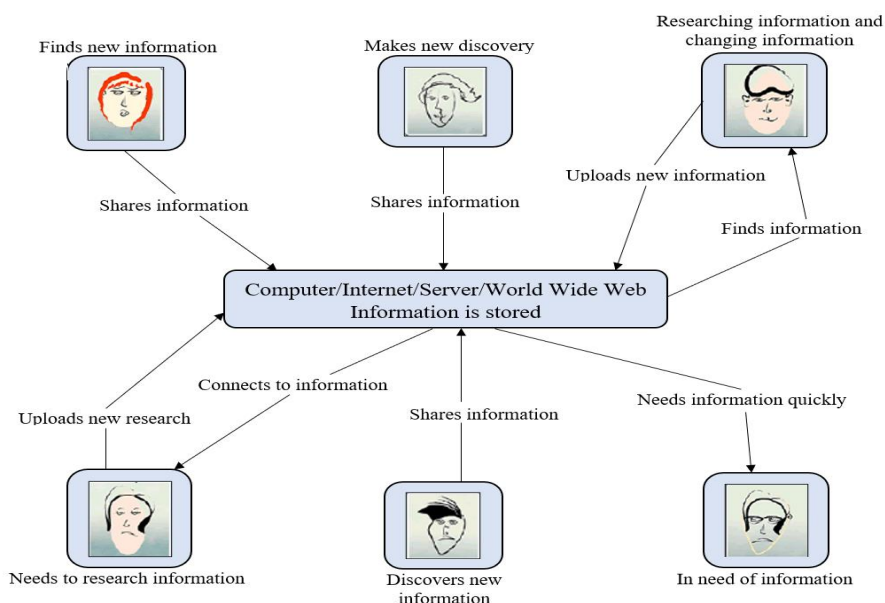 Finds new information
Makes new discovery
Researching information and
changing information
Shares information
Shares information
Uploads new information
Finds information
Computer/Internet/Server/World Wide Web
Information is stored
Uploads new research
Connects to information
Shares information
Needs information quickly
Needs to research information
Discovers new
information
In need of information